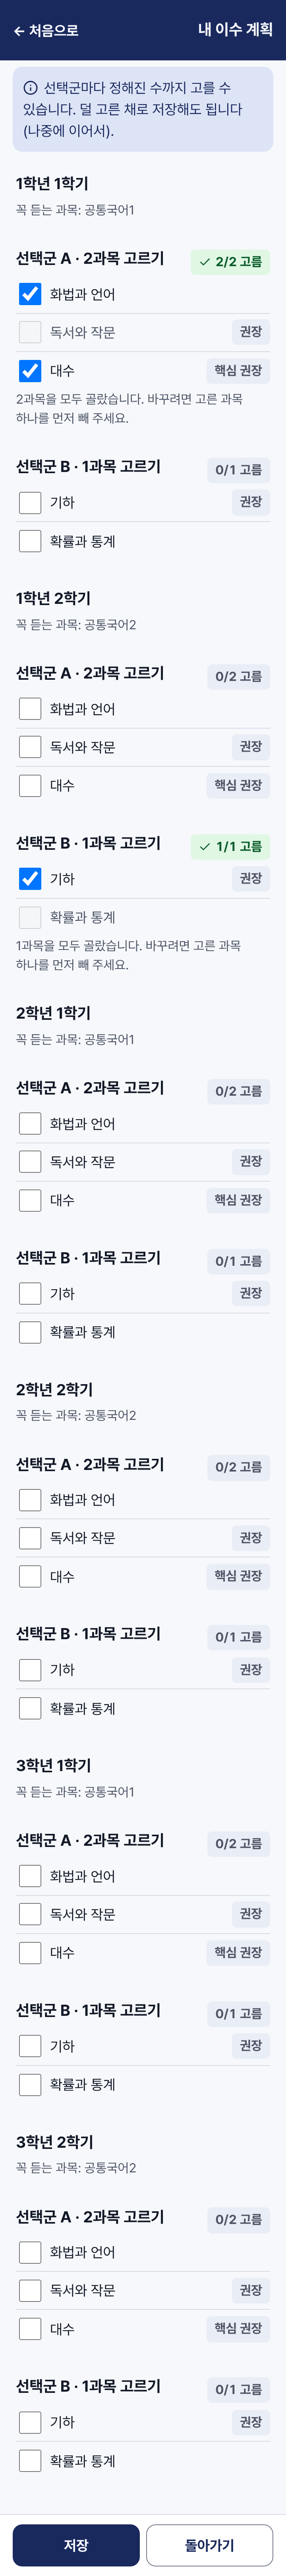 ← 처음으로
내 이수 계획
선택군마다 정해진 수까지 고를 수
있습니다. 덜 고른 채로 저장해도 됩니다
(나중에 이어서).
1학년 1학기
꼭 듣는 과목: 공통국어1
선택군 A · 2과목 고르기
✓ 2/2 고름
화법과 언어
독서와 작문
권장
대수
핵심 권장
2과목을 모두 골랐습니다. 바꾸려면 고른 과목
하나를 먼저 빼 주세요.
선택군 B · 1과목 고르기
0/1 고름
기하
권장
확률과 통계
1학년 2학기
꼭 듣는 과목: 공통국어2
선택군 A · 2과목 고르기
0/2 고름
화법과 언어
독서와 작문
권장
대수
핵심 권장
선택군 B · 1과목 고르기
✓ 1/1 고름
기하
권장
확률과 통계
1과목을 모두 골랐습니다. 바꾸려면 고른 과목
하나를 먼저 빼 주세요.
2학년 1학기
꼭 듣는 과목: 공통국어1
선택군 A · 2과목 고르기
0/2 고름
화법과 언어
독서와 작문
권장
대수
핵심 권장
선택군 B · 1과목 고르기
0/1 고름
기하
권장
확률과 통계
2학년 2학기
꼭 듣는 과목: 공통국어2
선택군 A · 2과목 고르기
0/2 고름
화법과 언어
독서와 작문
권장
대수
핵심 권장
선택군 B · 1과목 고르기
0/1 고름
기하
권장
확률과 통계
3학년 1학기
꼭 듣는 과목: 공통국어1
선택군 A · 2과목 고르기
0/2 고름
화법과 언어
독서와 작문
권장
대수
핵심 권장
선택군 B · 1과목 고르기
0/1 고름
기하
권장
확률과 통계
3학년 2학기
꼭 듣는 과목: 공통국어2
선택군 A · 2과목 고르기
0/2 고름
화법과 언어
독서와 작문
권장
대수
핵심 권장
선택군 B · 1과목 고르기
0/1 고름
기하
권장
확률과 통계
저장
돌아가기